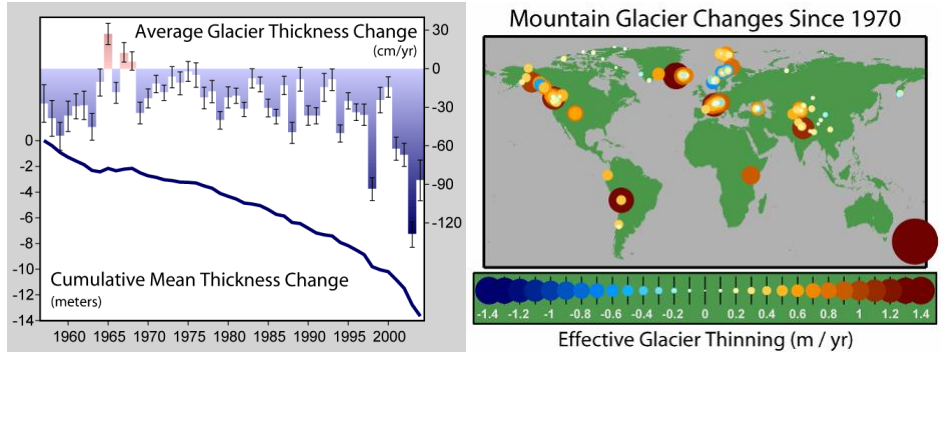 Average Glacier Thickness Change
(cm/yr)
30
0
-30
-60
-90
-120
0
-2
-4
-6
-8
-10
-12
-14
Cumulative Mean Thickness Change
(meters)
1960 1965 1970 1975 1980 1985 1990 1995 2000
Mountain Glacier Changes Since 1970
-1.4 -1.2 -1 -0.8 -0.6 -0.4 -0.2 0 0.2 0.4 0.6 0.8 1 1.2 1.4
Effective Glacier Thinning (m / yr)